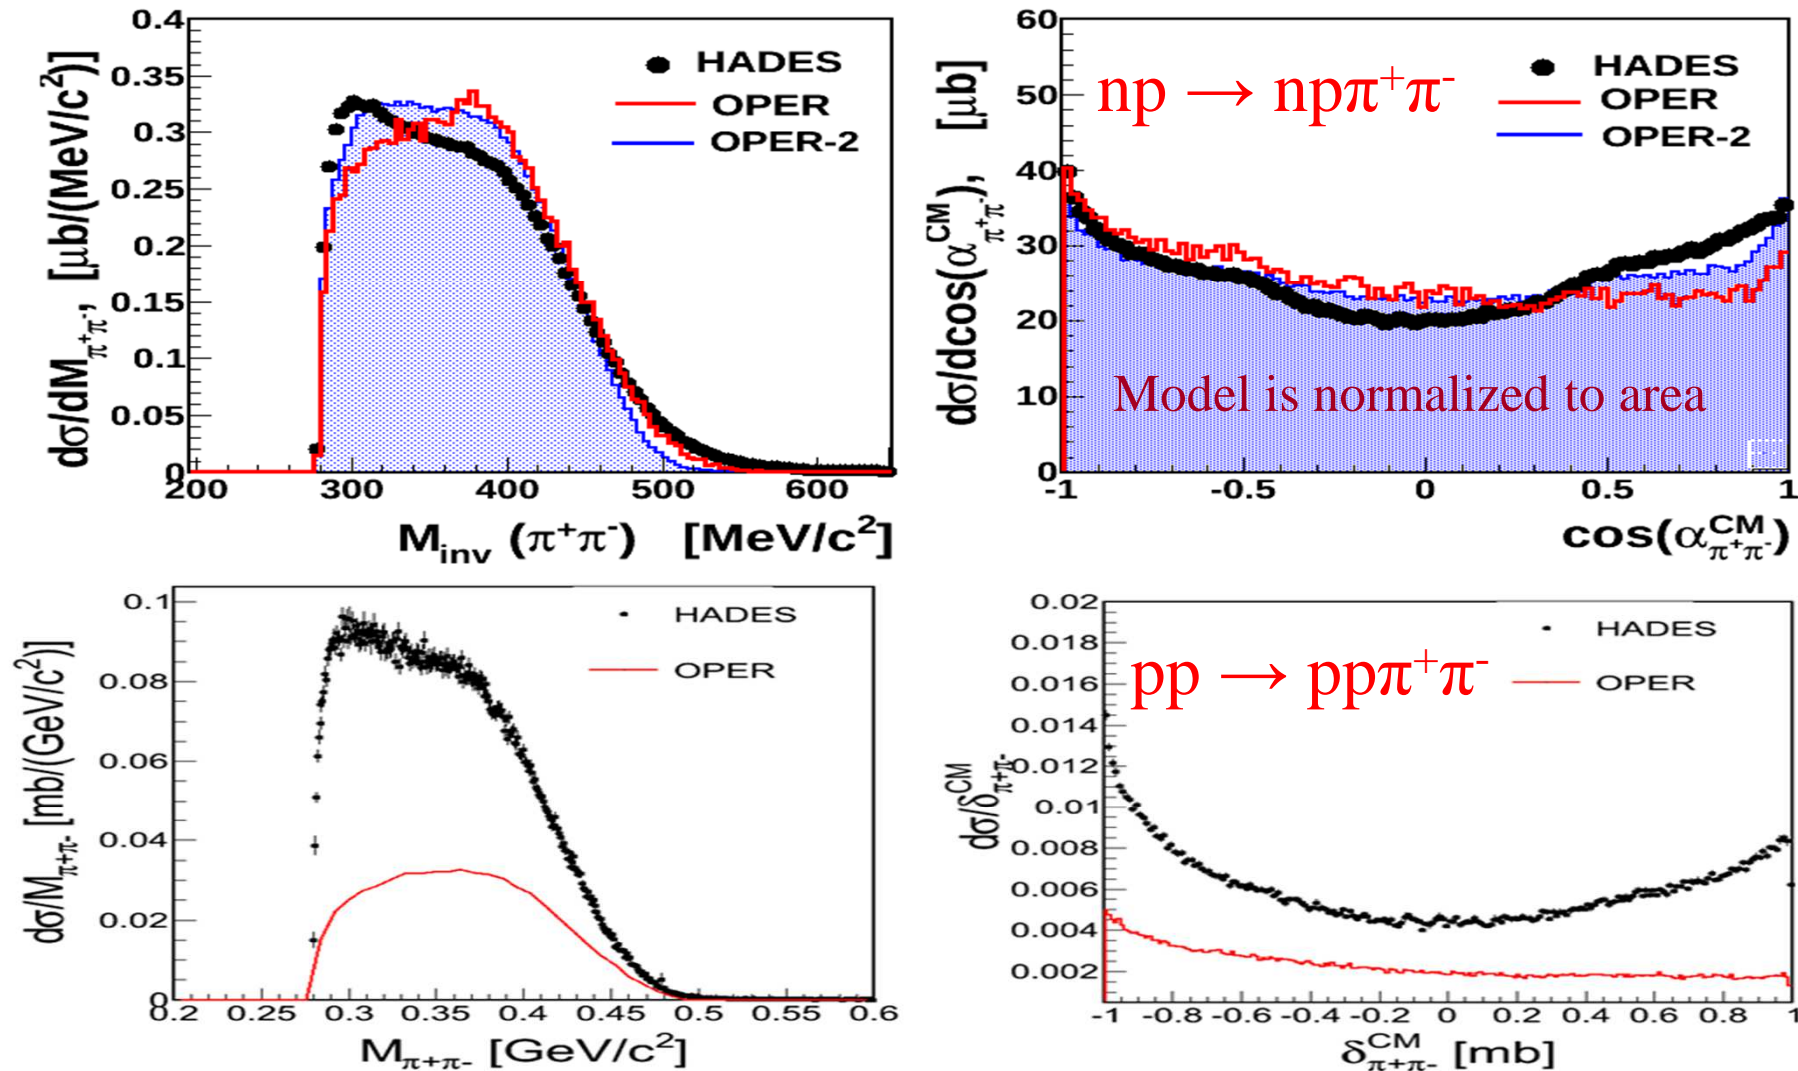 HADES
OPER
OPER-2
0.4
0.35
0.3
0.25
0.2
0.15
0.1
0.05
0
200 300 400 500 600
dσ/dM_{π⁺π⁻}, [μb/(MeV/c²)]
M_{inv} (π⁺π⁻) [MeV/c²]
np → npπ⁺π⁻
HADES
OPER
OPER-2
60
50
40
30
20
10
0
-1 -0.5 0 0.5 1
dσ/dcos(α^{CM}_{π⁺π⁻}), [μb]
Model is normalized to area
cos(α^{CM}_{π⁺π⁻})
HADES
OPER
0.1
0.08
0.06
0.04
0.02
0
0.2 0.25 0.3 0.35 0.4 0.45 0.5 0.55 0.6
dσ/M_{π+π-} [mb/(GeV/c²)]
M_{π+π-} [GeV/c²]
pp → ppπ⁺π⁻
HADES
OPER
0.02
0.018
0.016
0.014
0.012
0.01
0.008
0.006
0.004
0.002
-1 -0.8 -0.6 -0.4 -0.2 0 0.2 0.4 0.6 0.8 1
dσ/δ^{CM}_{π+π-}
δ^{CM}_{π+π-} [mb]